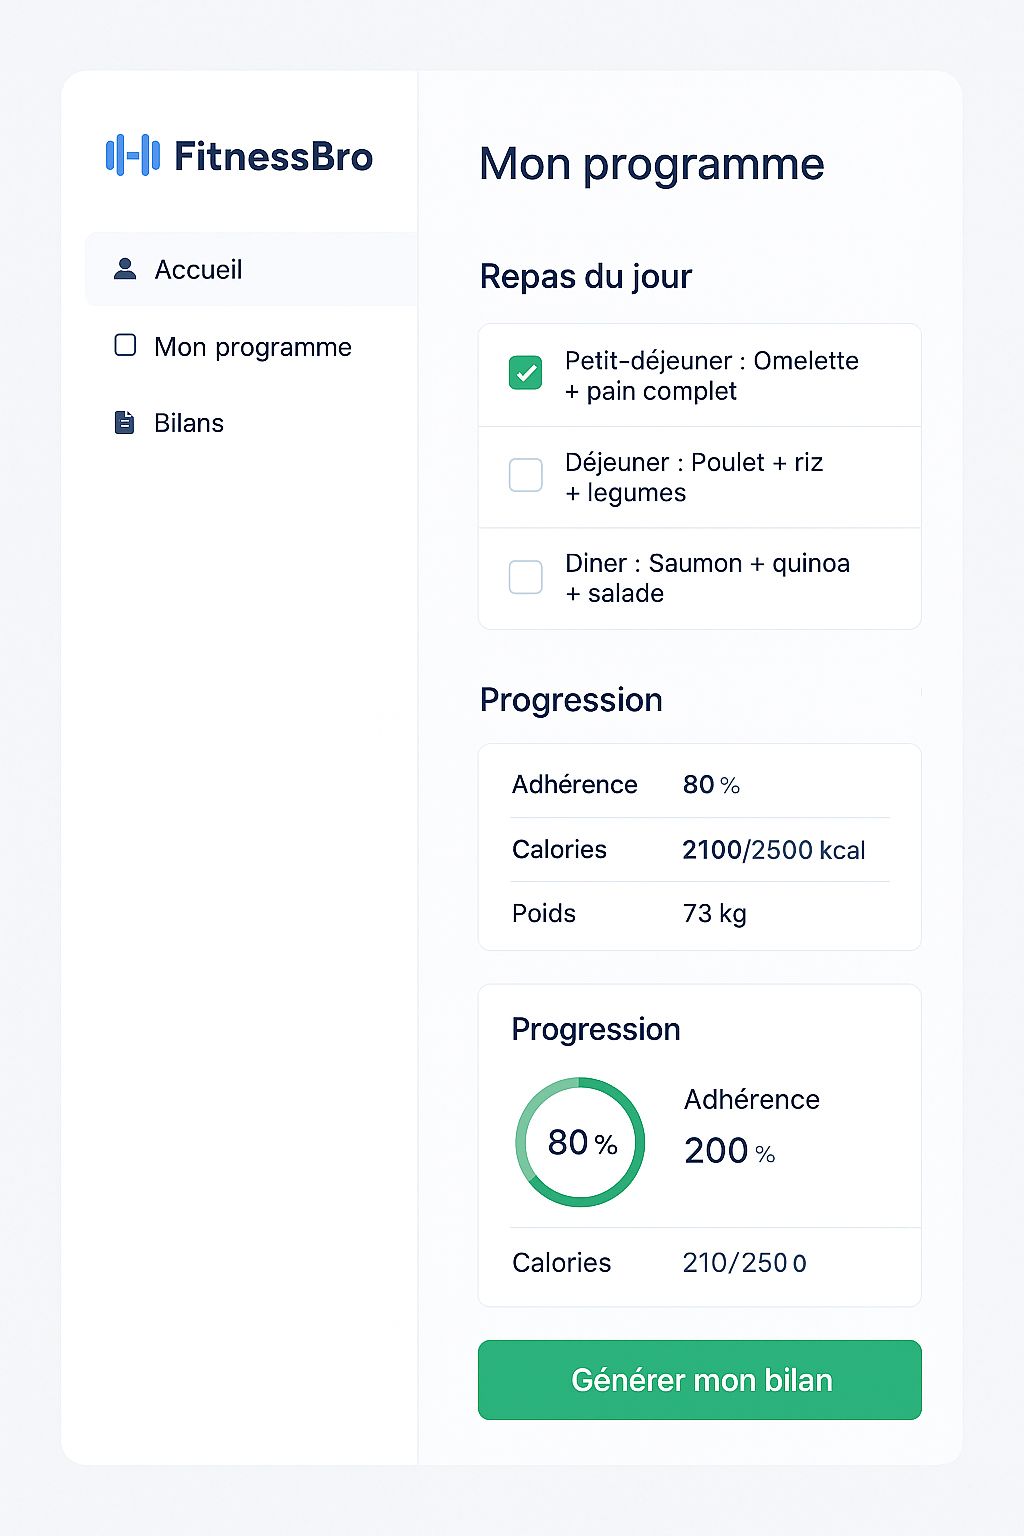 FitnessBro
Accueil
Mon programme
Bilans
Mon programme
Repas du jour
Petit-déjeuner : Omelette
+ pain complet
Déjeuner : Poulet + riz
+ legumes
Diner : Saumon + quinoa
+ salade
Progression
Adhérence 80 %
Calories 2100/2500 kcal
Poids 73 kg
Progression
80 %
Adhérence
200 %
Calories 210/2500
Générer mon bilan